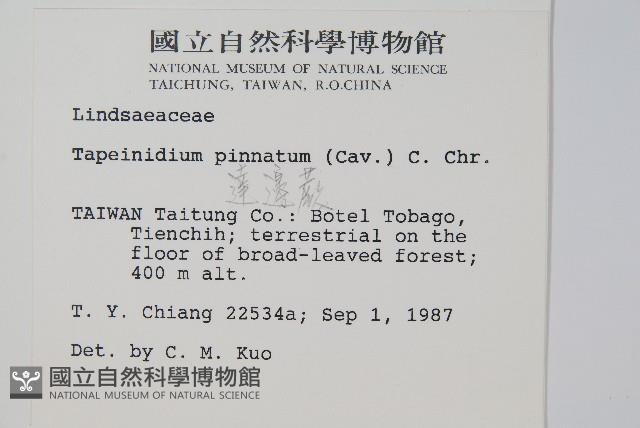 國立自然科學博物館
NATIONAL MUSEUM OF NATURAL SCIENCE
TAICHUNG, TAIWAN, R.O.CHINA
Lindsaeaceae
Tapeinidium pinnatum (Cav.) C. Chr.
達邊蕨
TAIWAN Taitung Co.: Botel Tobago,
Tienchih; terrestrial on the
floor of broad-leaved forest;
400 m alt.
T. Y. Chiang 22534a; Sep 1, 1987
Det. by C. M. Kuo
國立自然科學博物館
NATIONAL MUSEUM OF NATURAL SCIENCE